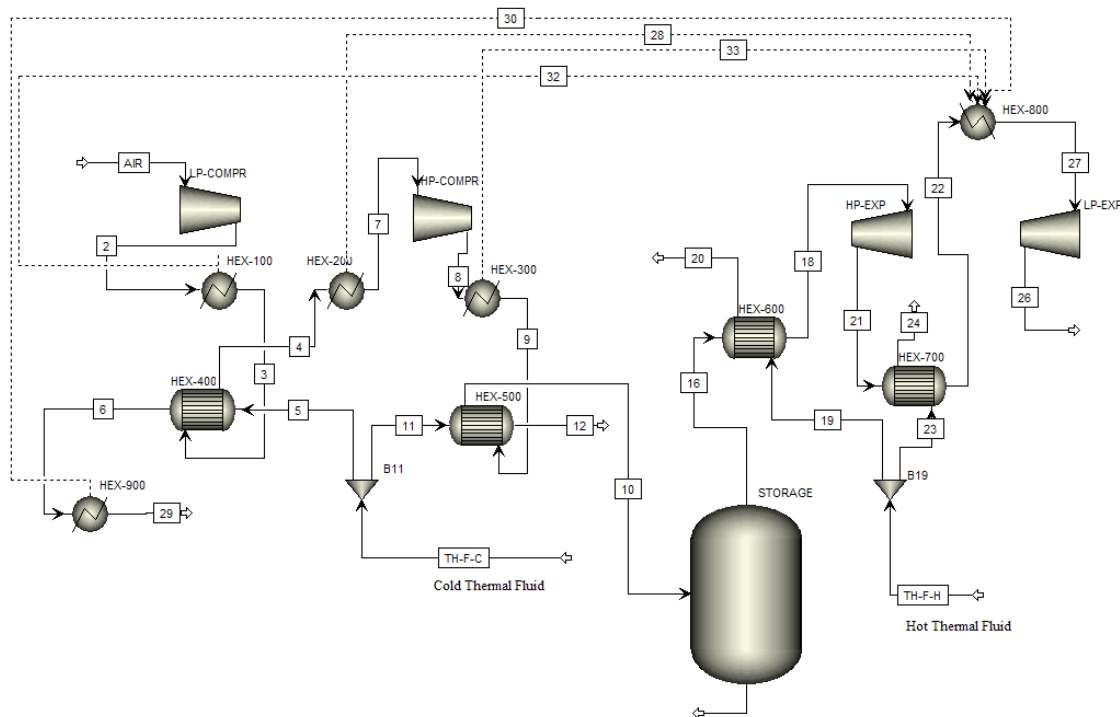 30
28
33
32
HEX-800
AIR
LP-COMPR
HP-COMPR
7
22
27
2
HEX-100
HEX-200
8
HEX-300
20
18
HP-EXP
LP-EXP
9
HEX-600
21
24
26
4
3
HEX-700
16
HEX-400
6
5
HEX-500
11
12
19
23
B11
B19
HEX-900
10
29
STORAGE
TH-F-C
Cold Thermal Fluid
TH-F-H
Hot Thermal Fluid